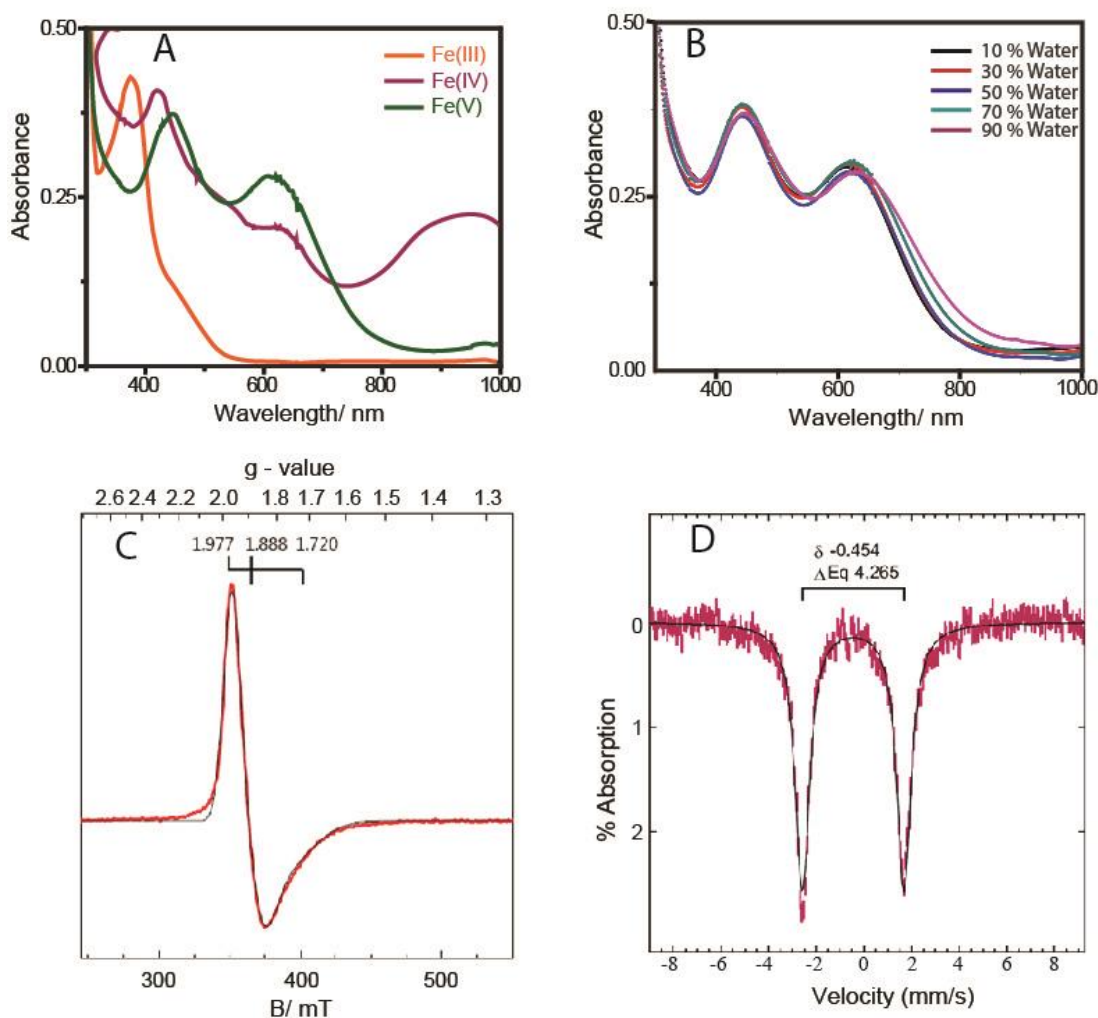 A
Fe(III)
Fe(IV)
Fe(V)
0.50
0.25
0.00
Absorbance
400
600
800
1000
Wavelength/ nm
B
10 % Water
30 % Water
50 % Water
70 % Water
90 % Water
0.50
0.25
0.00
Absorbance
400
600
800
1000
Wavelength/ nm
g - value
2.6 2.4 2.2 2.0 1.8 1.7 1.6 1.5 1.4 1.3
C
1.977 1.888 1.720
300
400
500
B/ mT
D
δ -0.454
ΔEq 4.265
0
1
2
% Absorption
-8 -6 -4 -2 0 2 4 6 8
Velocity (mm/s)